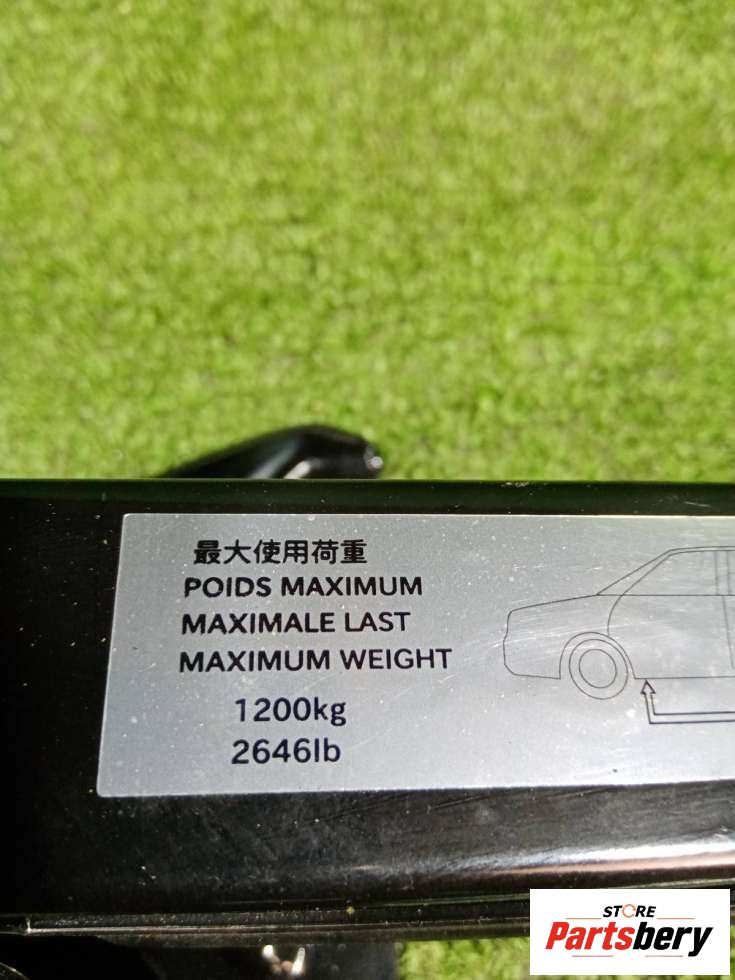 最大使用荷重
POIDS MAXIMUM
MAXIMALE LAST
MAXIMUM WEIGHT
1200kg
2646lb
STORE
Partsbery